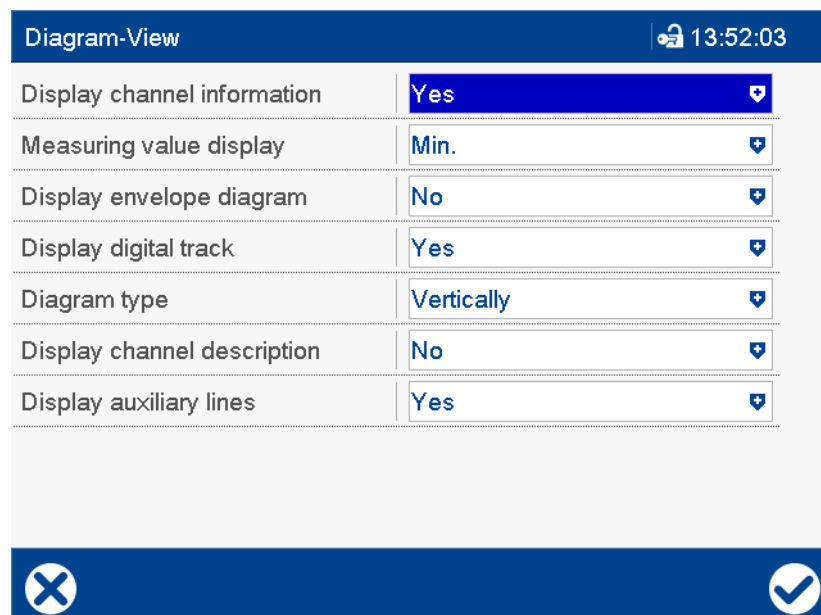 Diagram-View 13:52:03
Display channel information Yes
Measuring value display Min.
Display envelope diagram No
Display digital track Yes
Diagram type Vertically
Display channel description No
Display auxiliary lines Yes